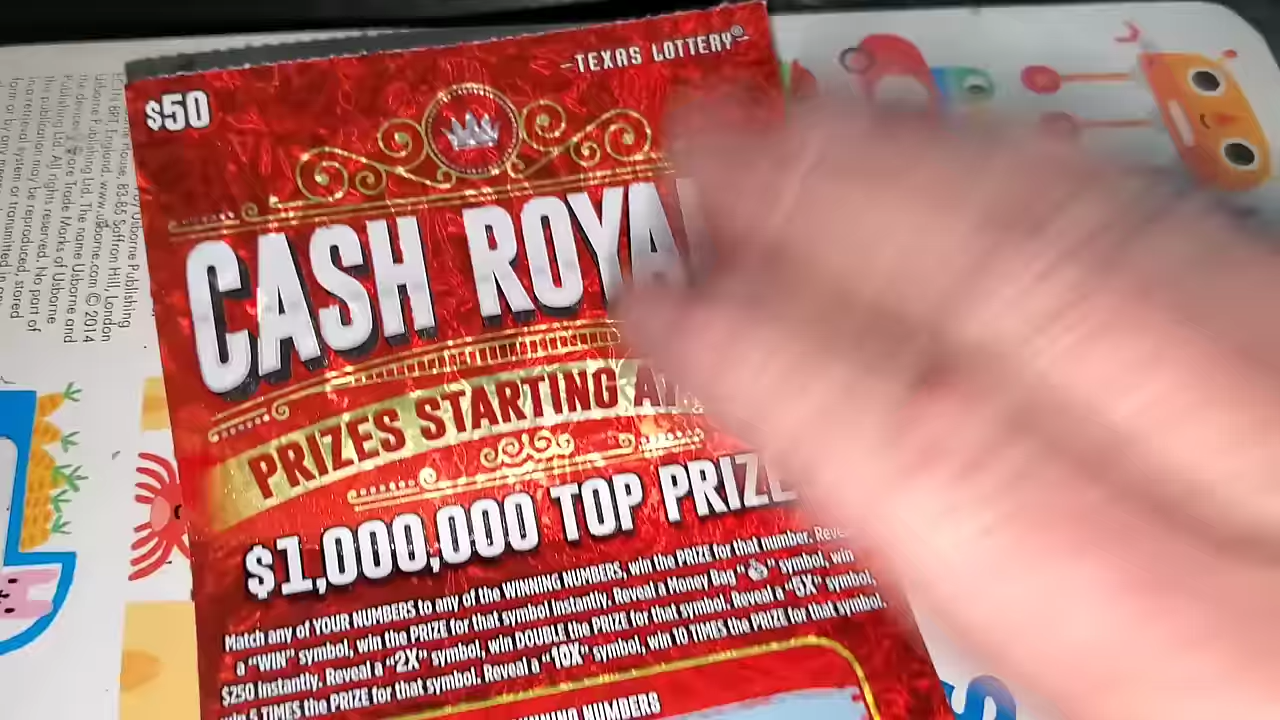 -TEXAS LOTTERY®-
$50
CASH ROYA
PRIZES STARTING
$1,000,000 TOP PRIZE
Match any of YOUR NUMBERS to any of the WINNING NUMBERS, win the PRIZE for that number. Reve
a "WIN" symbol, win the PRIZE for that symbol instantly. Reveal a Money Bag "💰" symbol, win
$250 instantly. Reveal a "2X" symbol, win DOUBLE the PRIZE for that symbol. Reveal a "5X" symbol,
win 5 TIMES the PRIZE for that symbol. Reveal a "10X" symbol, win 10 TIMES the PRIZE for that symbol.
WINNING NUMBERS
Usborne Publishing
House, 83-85 Saffron Hill, London
8PT England. www.usborne.com © 2014
Usborne Publishing Ltd. The name Usborne and
the devices are Trade Marks of Usborne
Publishing Ltd. All rights reserved. No part of
the publication may be reproduced, stored
in a retrieval system or transmitted in any
form or by any means